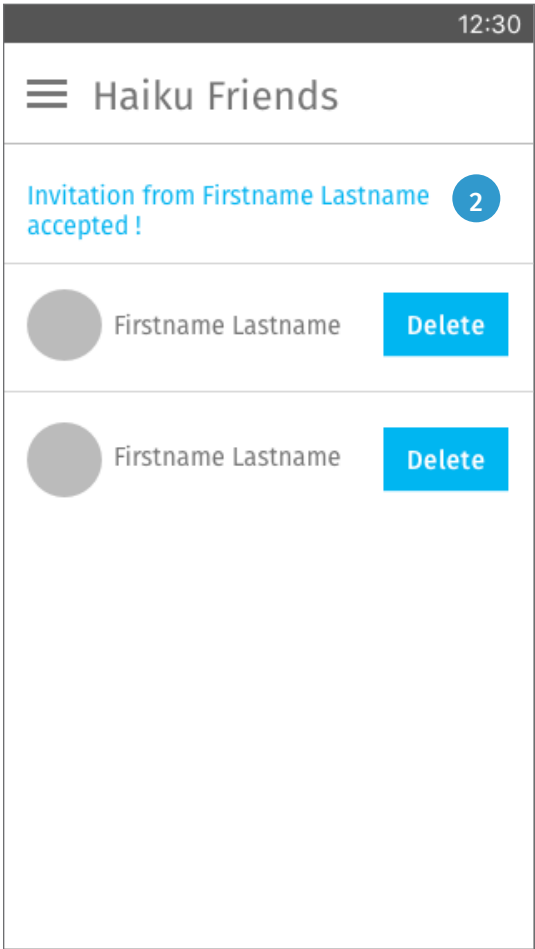 12:30
Haiku Friends
Invitation from Firstname Lastname
accepted !
2
Firstname Lastname
Delete
Firstname Lastname
Delete